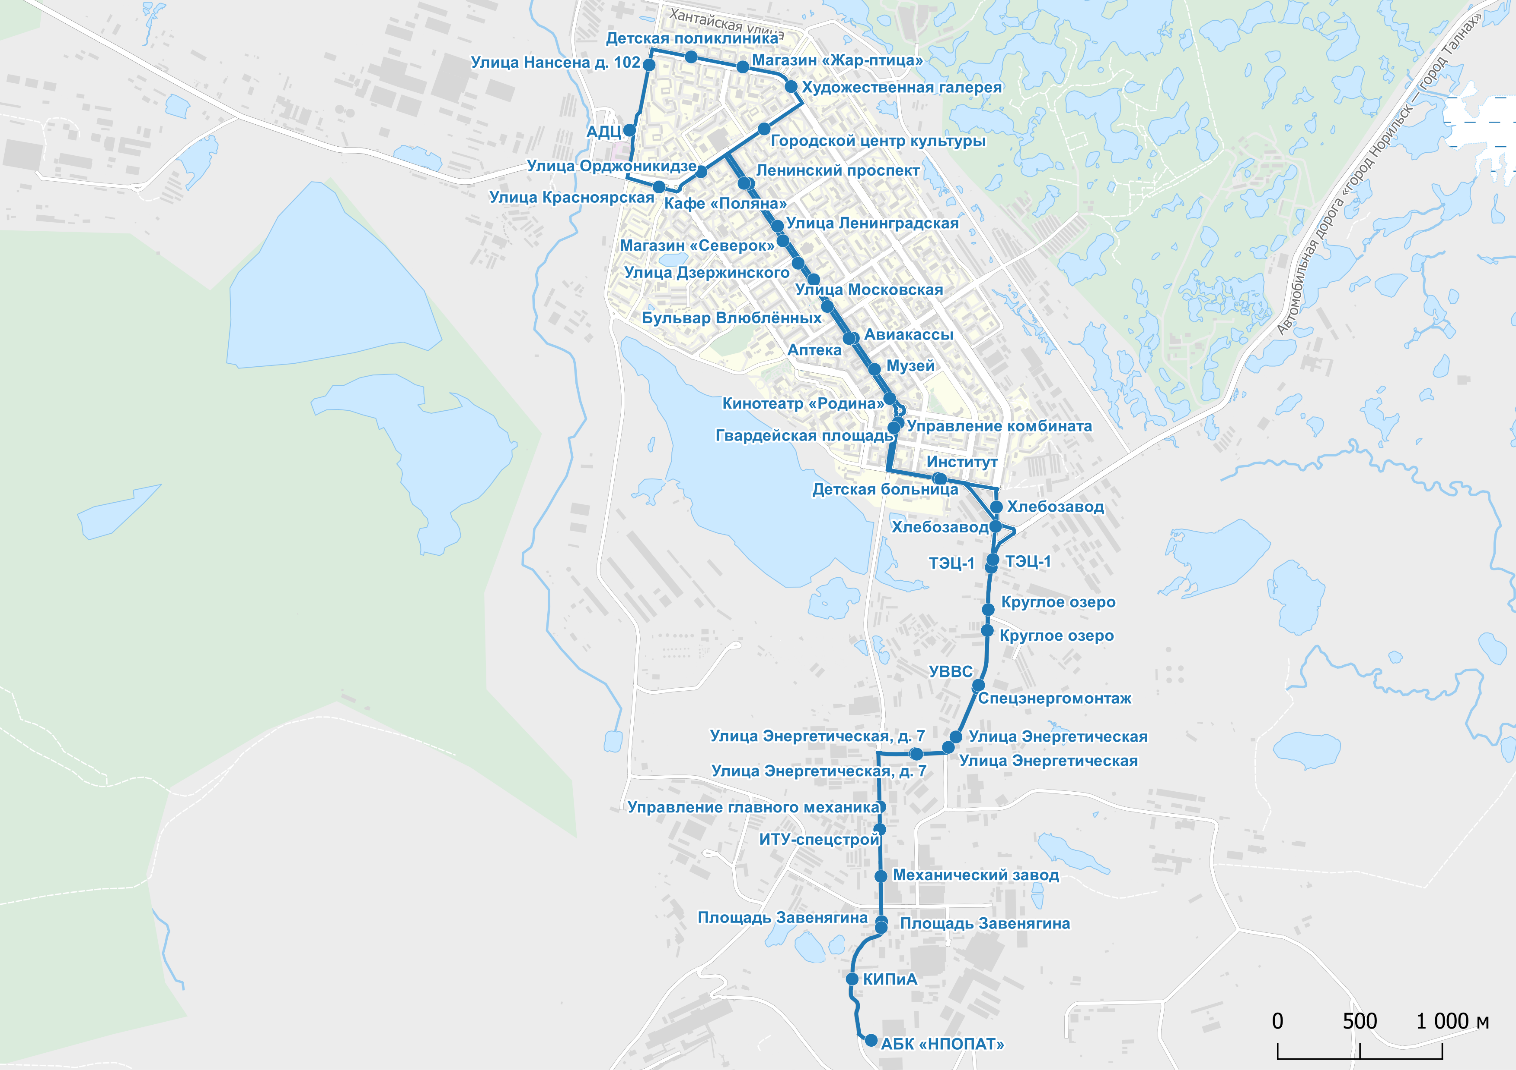 Хантайская улица
Детская поликлиника
Улица Нансена д. 102
Магазин «Жар-птица»
Художественная галерея
АДЦ
Городской центр культуры
Улица Орджоникидзе
Ленинский проспект
Улица Красноярская
Кафе «Поляна»
Улица Ленинградская
Магазин «Северок»
Улица Дзержинского
Улица Московская
Бульвар Влюблённых
Авиакассы
Аптека
Музей
Кинотеатр «Родина»
Управление комбината
Гвардейская площадь
Институт
Детская больница
Хлебозавод
Хлебозавод
ТЭЦ-1
ТЭЦ-1
Круглое озеро
Круглое озеро
УВВС
Спецэнергомонтаж
Улица Энергетическая, д. 7
Улица Энергетическая
Улица Энергетическая
Улица Энергетическая, д. 7
Управление главного механика
ИТУ-спецстрой
Механический завод
Площадь Завенягина
Площадь Завенягина
КИПиА
АБК «НПОПАТ»
Автомобильная дорога «город Норильск — город Талнах»
0 500 1 000 м